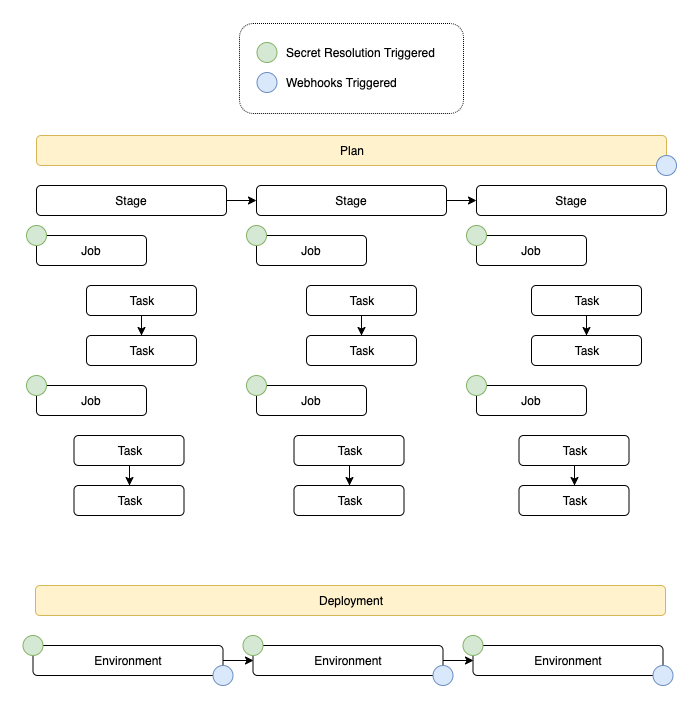 Secret Resolution Triggered
Webhooks Triggered
Plan
Stage
Stage
Stage
Job
Job
Job
Task
Task
Task
Task
Task
Task
Job
Job
Job
Task
Task
Task
Task
Task
Task
Deployment
Environment
Environment
Environment